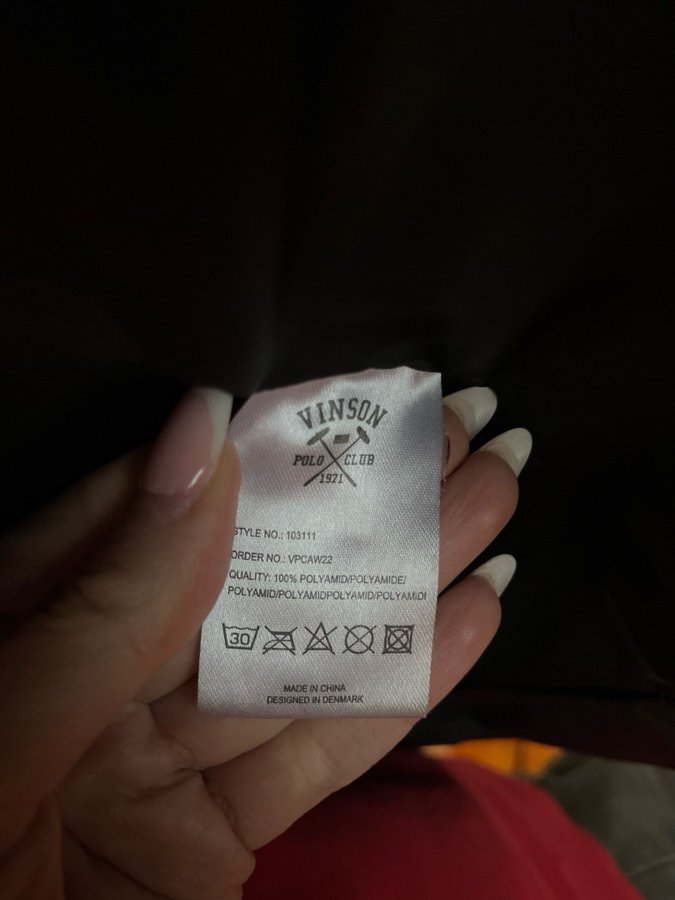 VINSON
POLO CLUB
1971
STYLE NO.: 103111
ORDER NO.: VPCAW22
QUALITY: 100% POLYAMID/POLYAMIDE/
POLYAMID/POLYAMIDPOLYAMID/POLYAMIDI
30
MADE IN CHINA
DESIGNED IN DENMARK